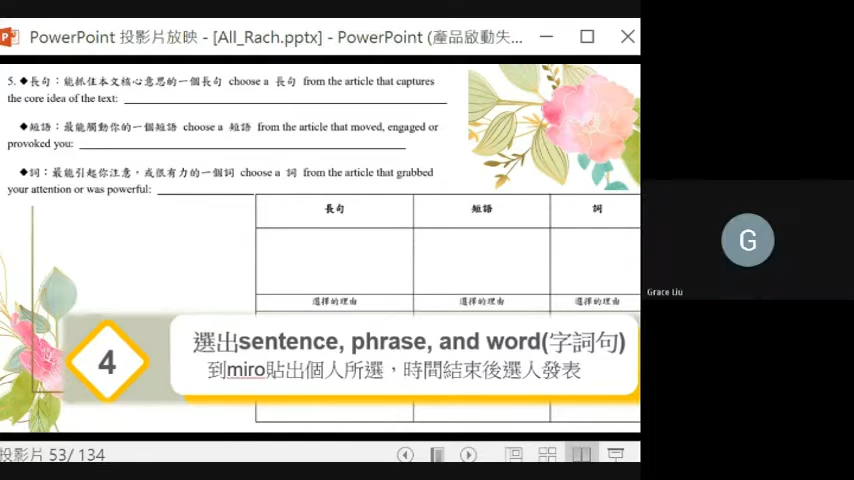 PowerPoint 投影片放映 - [All_Rach.pptx] - PowerPoint (產品啟動失...
5. ◆長句：能抓住本文核心意思的一個長句 choose a 長句 from the article that captures
the core idea of the text:
◆短語：最能觸動你的一個短語 choose a 短語 from the article that moved, engaged or
provoked you:
◆詞：最能引起你注意，或很有力的一個詞 choose a 詞 from the article that grabbed
your attention or was powerful:
長句 短語 詞
選擇的理由 選擇的理由 選擇的理由
4
選出sentence, phrase, and word(字詞句)
到miro貼出個人所選，時間結束後選人發表
G
Grace Liu
投影片 53/ 134